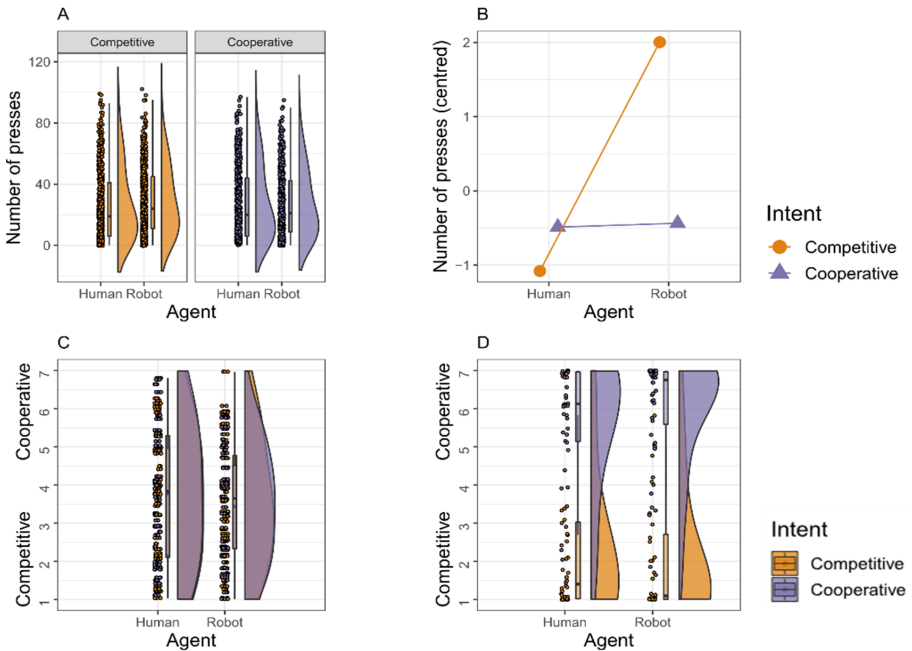 A
Competitive
Cooperative
120
80
40
0
Number of presses
Human Robot
Human Robot
Agent
B
2
1
0
−1
Number of presses (centred)
Human
Robot
Agent
Intent
Competitive
Cooperative
C
Cooperative
Competitive
7
6
5
4
3
2
1
Human
Robot
Agent
D
Cooperative
Competitive
7
6
5
4
3
2
1
Human
Robot
Agent
Intent
Competitive
Cooperative